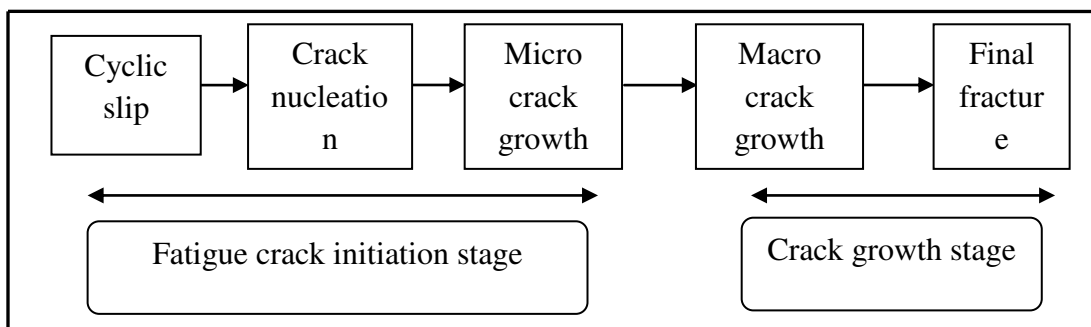 Cyclic
slip
Crack
nucleatio
n
Micro
crack
growth
Macro
crack
growth
Final
fractur
e
Fatigue crack initiation stage
Crack growth stage